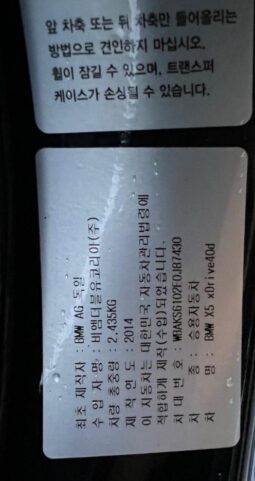 앞 차축 또는 뒤 차축만 들어올리는
방법으로 견인하지 마십시오.
휠이 잠길 수 있으며, 트랜스퍼
케이스가 손상될 수 있습니다.
최초 제작자 : BMW AG 독일
수 입 자 명 : 비엠더블유코리아(주)
차량 총중량 : 2,435KG
제 작 연 도 : 2014
이 자동차는 대한민국 자동차관리법령에
적합하게 제작(수입)되었습니다.
차 대 번 호 : WBAKS6102F0J87430
차 종 : 승용자동차
차 명 : BMW X5 xDrive40d